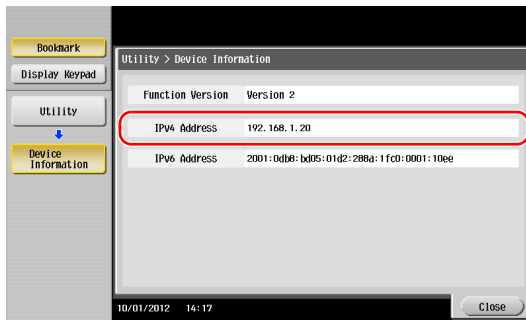 Bookmark
Display Keypad
Utility
Device
Information
Utility > Device Information
Function Version Version 2
IPv4 Address 192.168.1.20
IPv6 Address 2001:0db8:bd05:01d2:288a:1fc0:0001:10ee
10/01/2012 14:17
Close